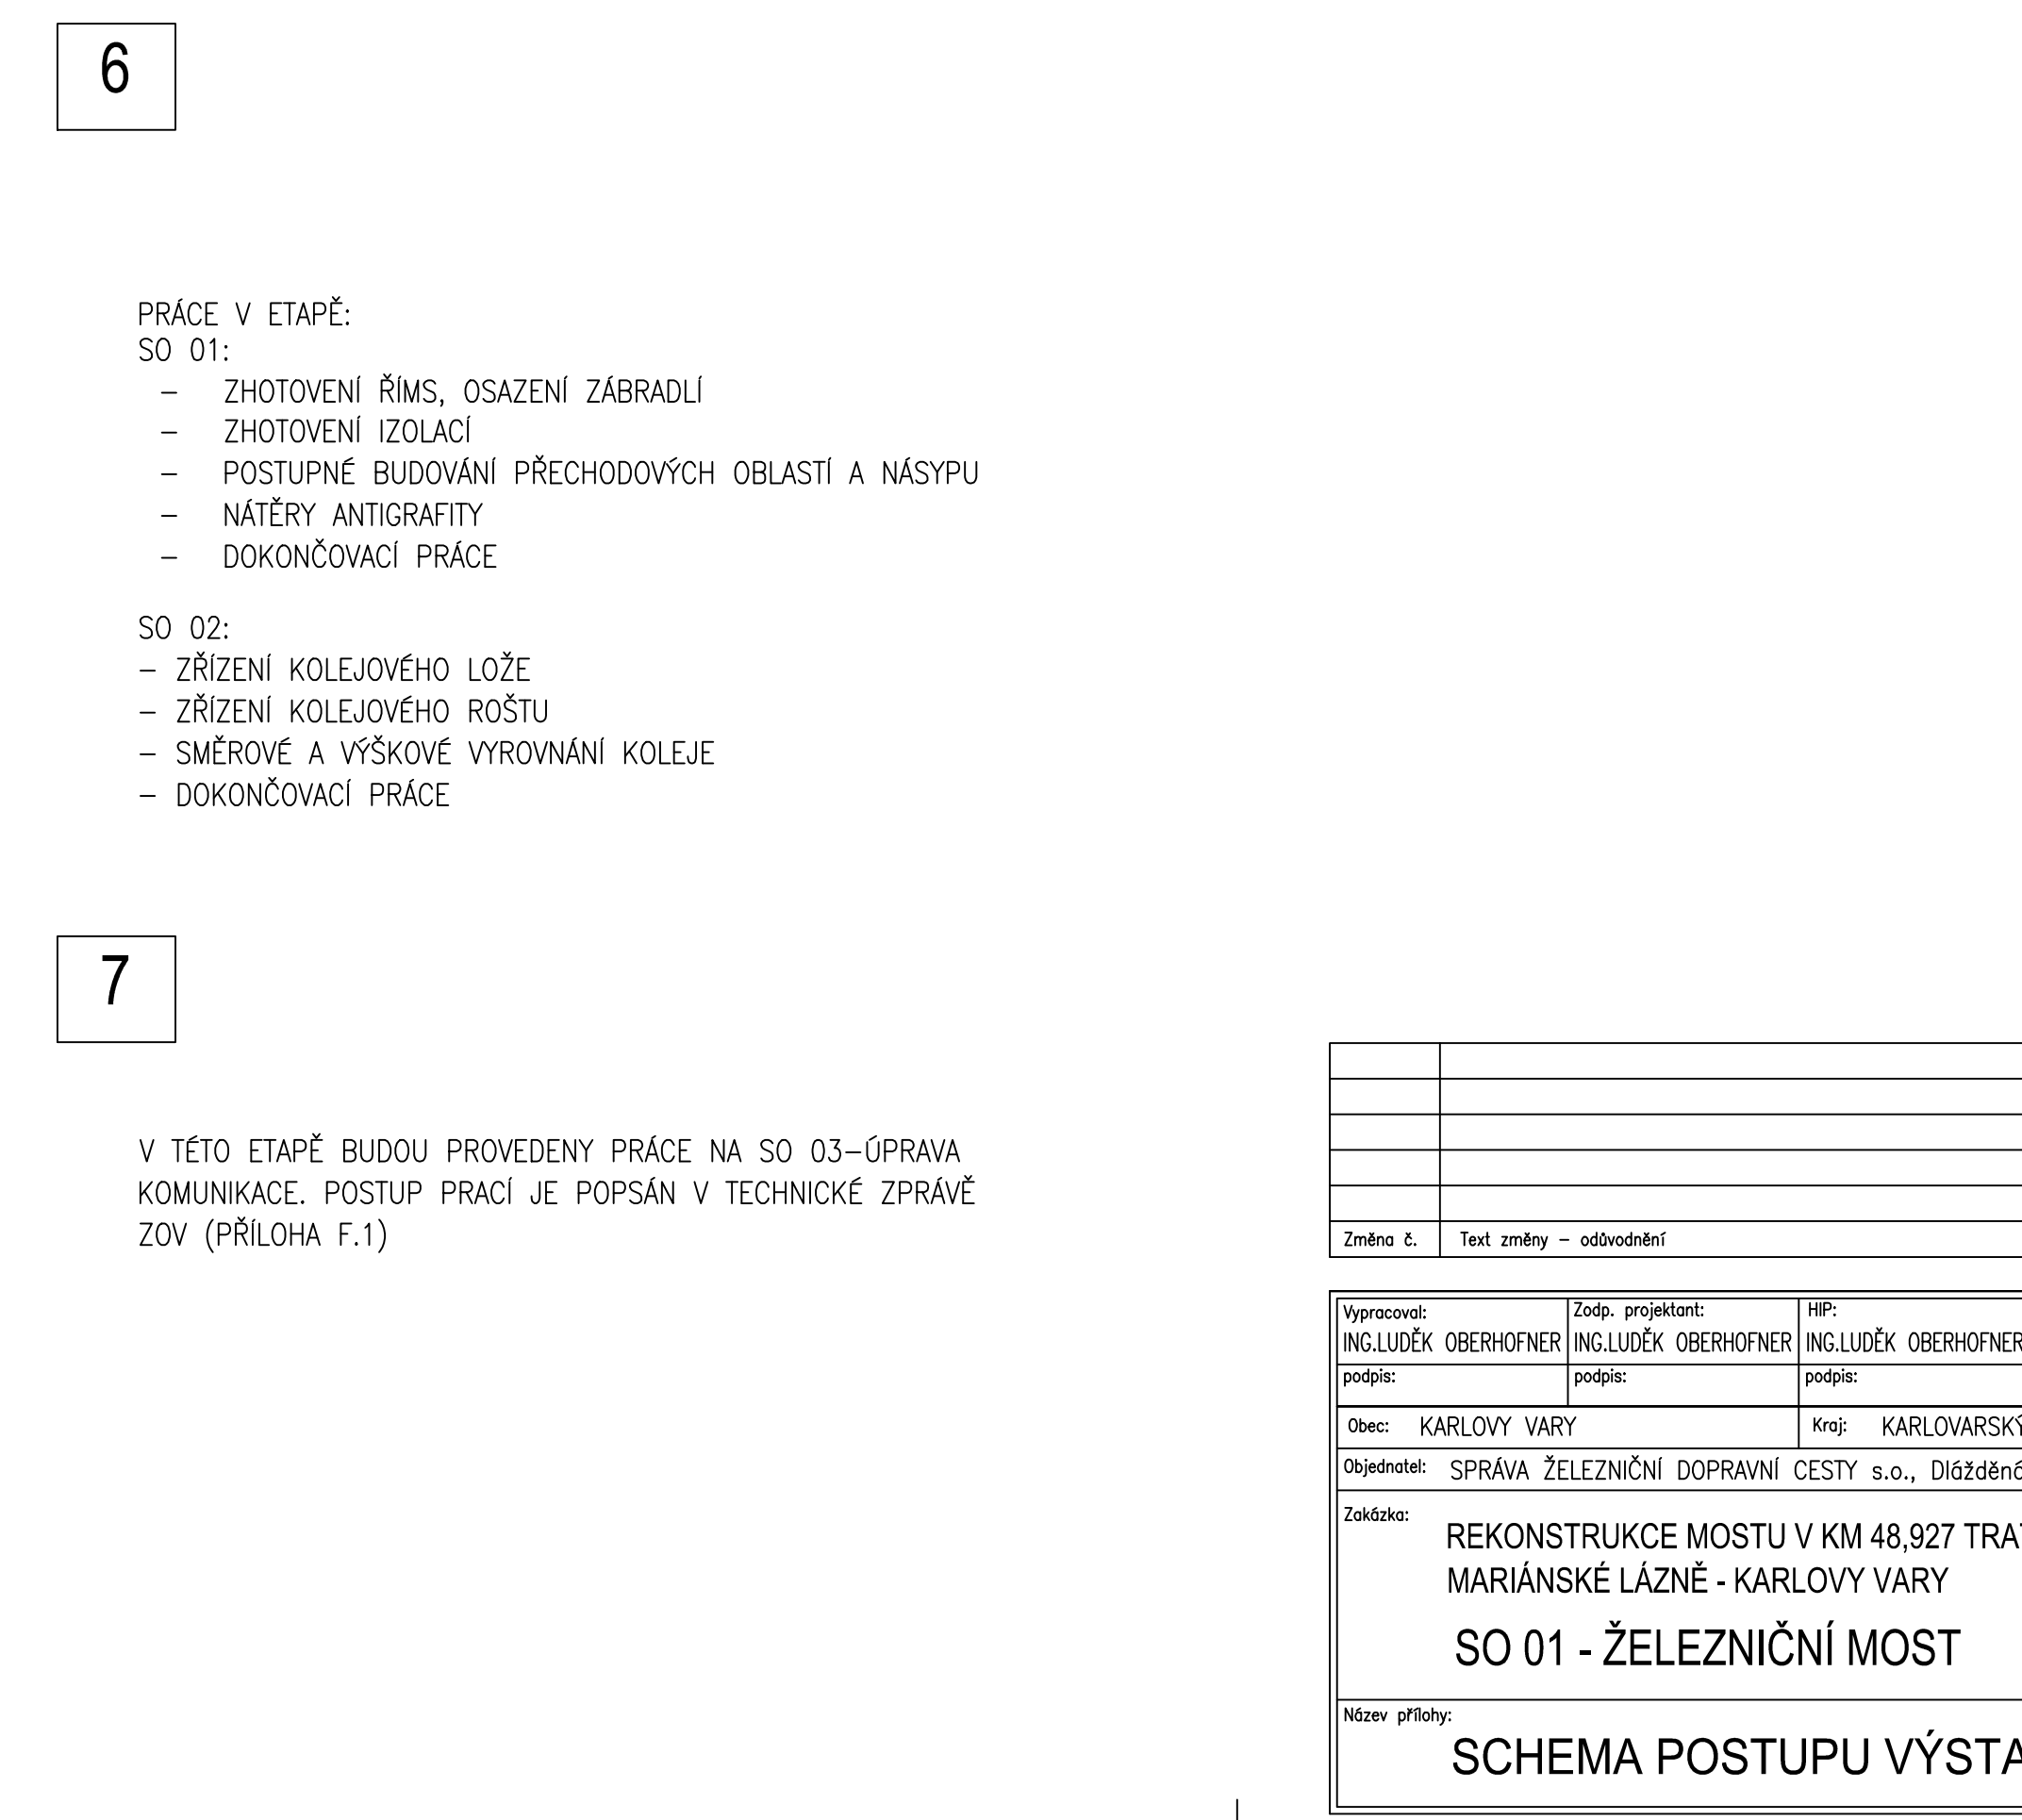 6
PRÁCE V ETAPĚ:
SO 01:
– ZHOTOVENÍ ŘÍMS, OSAZENÍ ZÁBRADLÍ
– ZHOTOVENÍ IZOLACÍ
– POSTUPNÉ BUDOVÁNÍ PŘECHODOVÝCH OBLASTÍ A NÁSYPU
– NÁTĚRY ANTIGRAFITY
– DOKONČOVACÍ PRÁCE
SO 02:
– ZŘÍZENÍ KOLEJOVÉHO LOŽE
– ZŘÍZENÍ KOLEJOVÉHO ROŠTU
– SMĚROVÉ A VÝŠKOVÉ VYROVNÁNÍ KOLEJE
– DOKONČOVACÍ PRÁCE
7
V TÉTO ETAPĚ BUDOU PROVEDENY PRÁCE NA SO 03–ÚPRAVA
KOMUNIKACE. POSTUP PRACÍ JE POPSÁN V TECHNICKÉ ZPRÁVĚ
ZOV (PŘÍLOHA F.1)
Změna č. Text změny – odůvodnění
Vypracoval: Zodp. projektant: HIP:
ING.LUDĚK OBERHOFNER ING.LUDĚK OBERHOFNER ING.LUDĚK OBERHOFNER
podpis: podpis: podpis:
Obec: KARLOVY VARY Kraj: KARLOVARSKÝ
Objednatel: SPRÁVA ŽELEZNIČNÍ DOPRAVNÍ CESTY s.o., Dlážděná
Zakázka:
REKONSTRUKCE MOSTU V KM 48,927 TRA
MARIÁNSKÉ LÁZNĚ - KARLOVY VARY
SO 01 - ŽELEZNIČNÍ MOST
Název přílohy:
SCHEMA POSTUPU VÝSTA